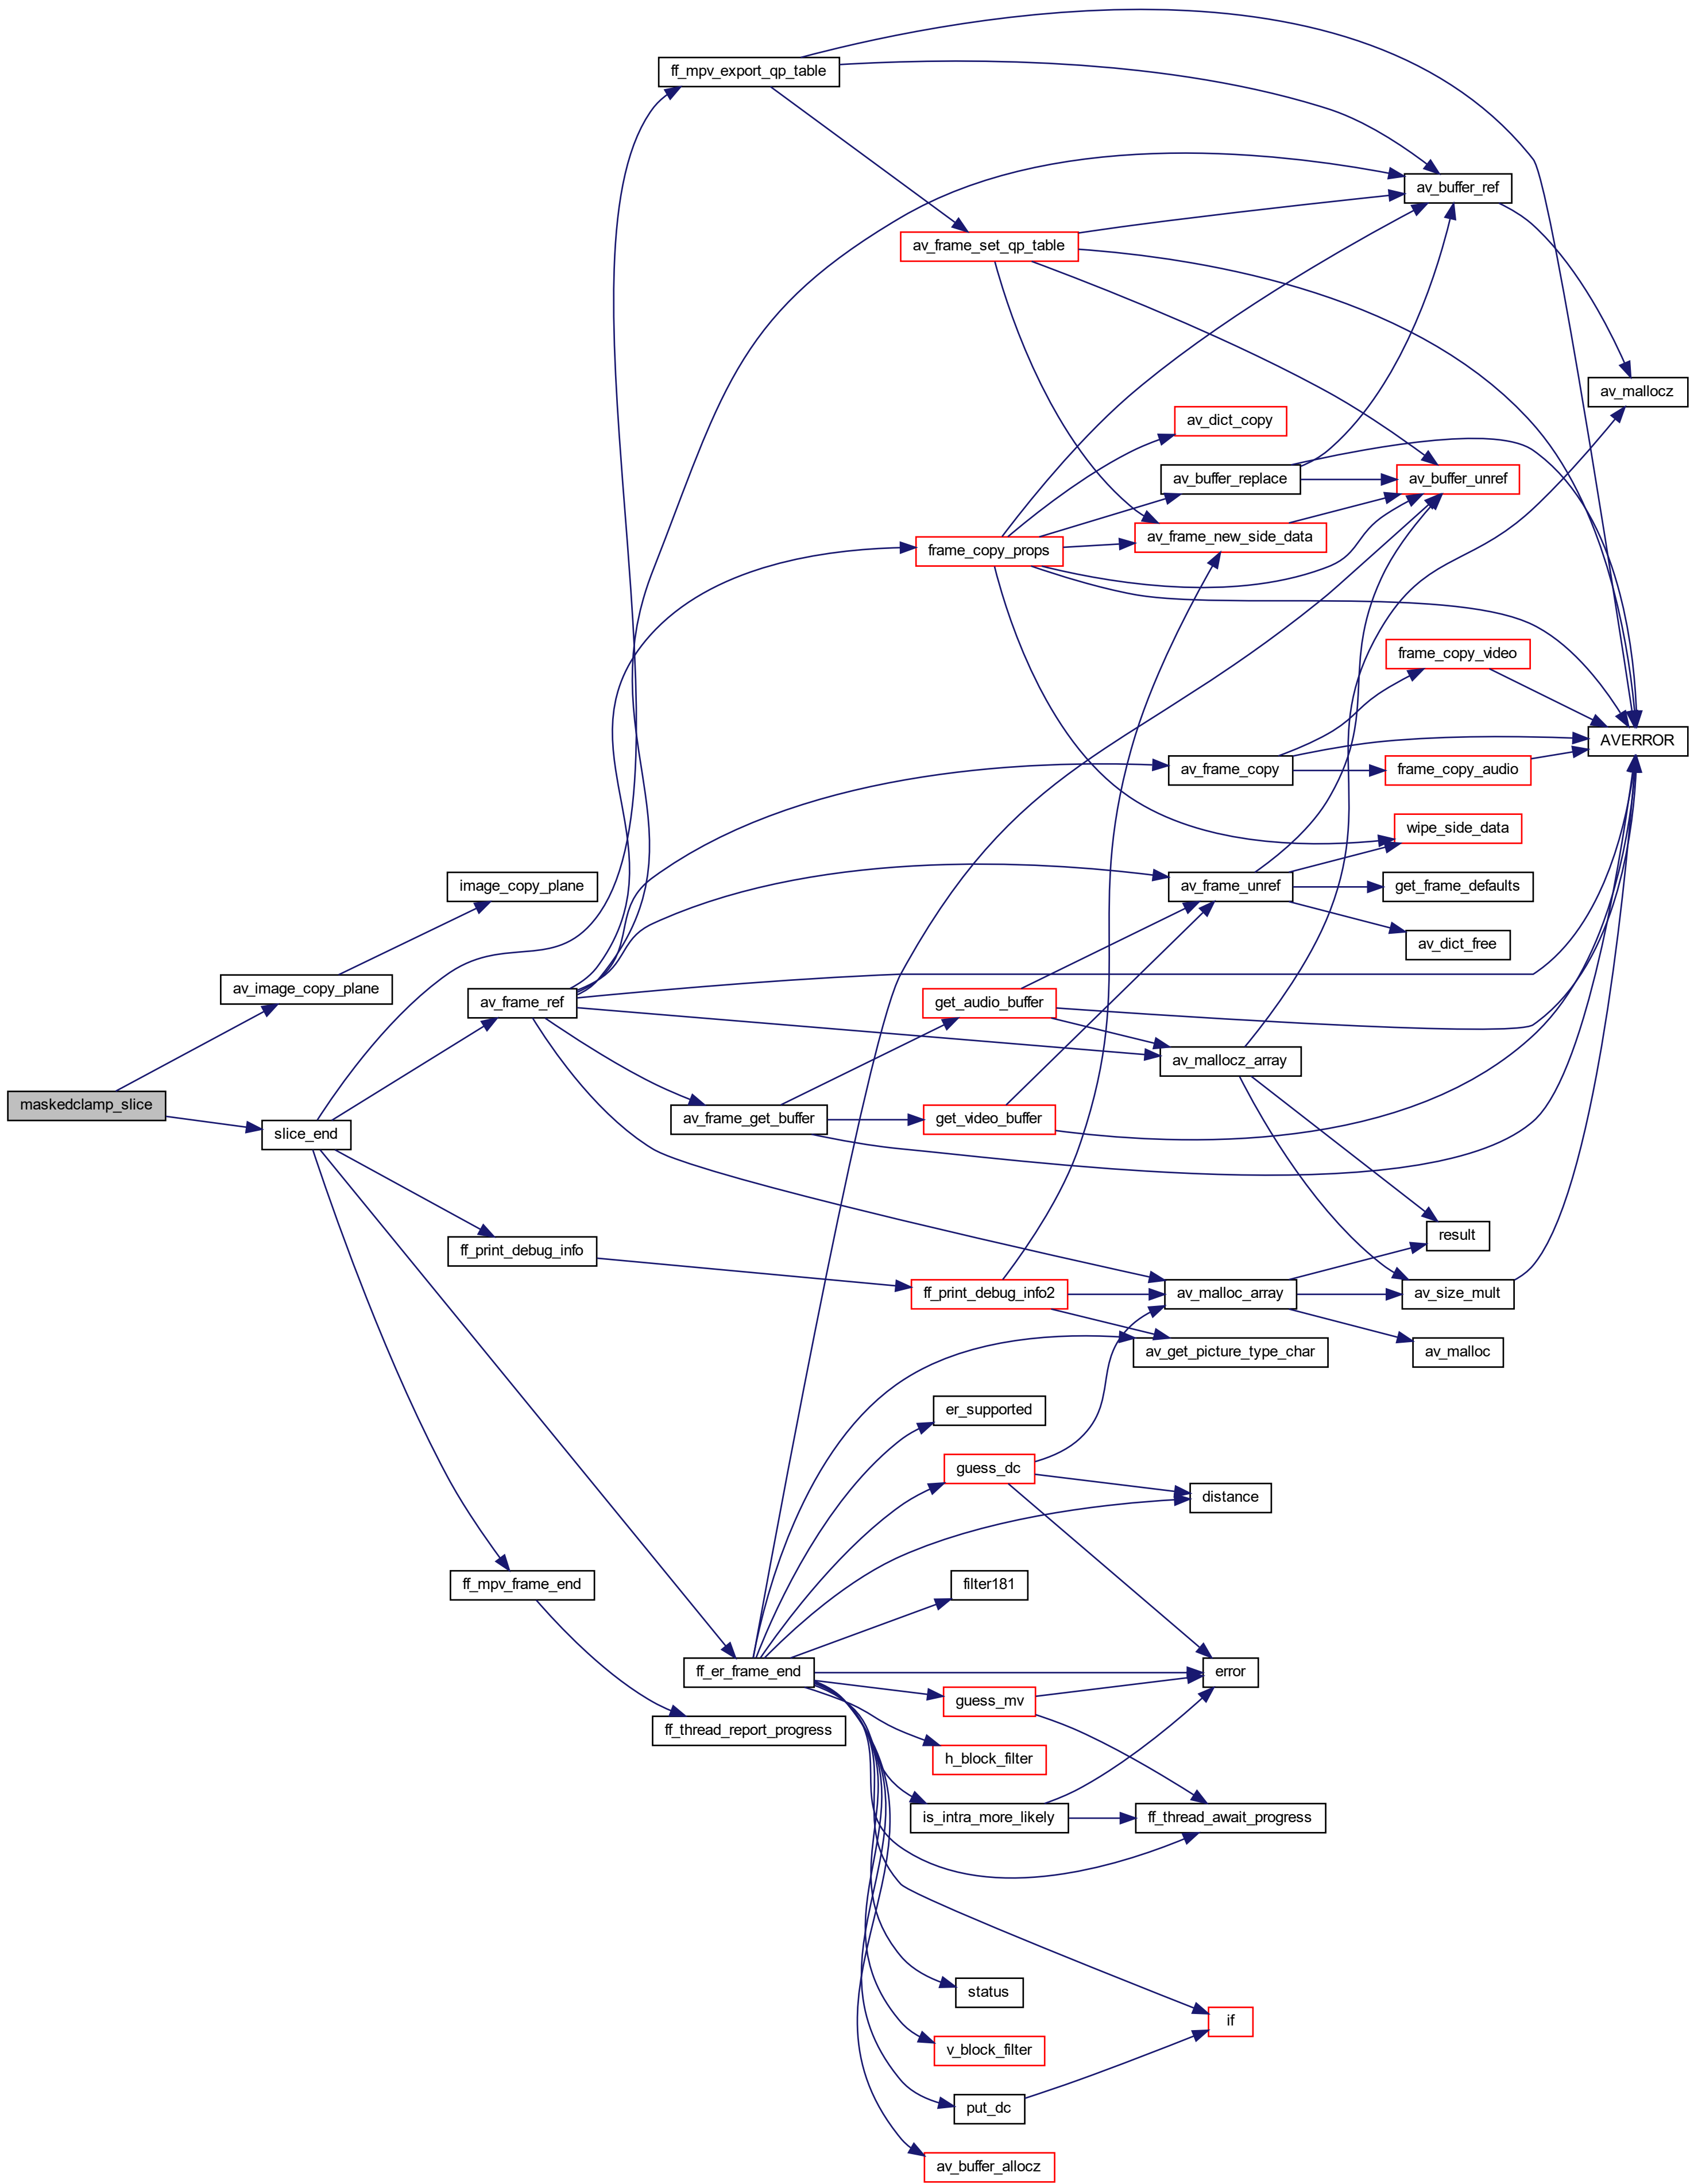 ff_mpv_export_qp_table
av_buffer_ref
av_frame_set_qp_table
av_mallocz
av_dict_copy
av_buffer_replace
av_buffer_unref
av_frame_new_side_data
frame_copy_props
frame_copy_video
AVERROR
av_frame_copy
frame_copy_audio
wipe_side_data
image_copy_plane
av_frame_unref
get_frame_defaults
av_dict_free
av_image_copy_plane
av_frame_ref
get_audio_buffer
av_mallocz_array
maskedclamp_slice
av_frame_get_buffer
get_video_buffer
slice_end
result
ff_print_debug_info
ff_print_debug_info2
av_malloc_array
av_size_mult
av_get_picture_type_char
av_malloc
er_supported
guess_dc
distance
ff_mpv_frame_end
filter181
ff_er_frame_end
error
guess_mv
ff_thread_report_progress
h_block_filter
is_intra_more_likely
ff_thread_await_progress
status
if
v_block_filter
put_dc
av_buffer_allocz